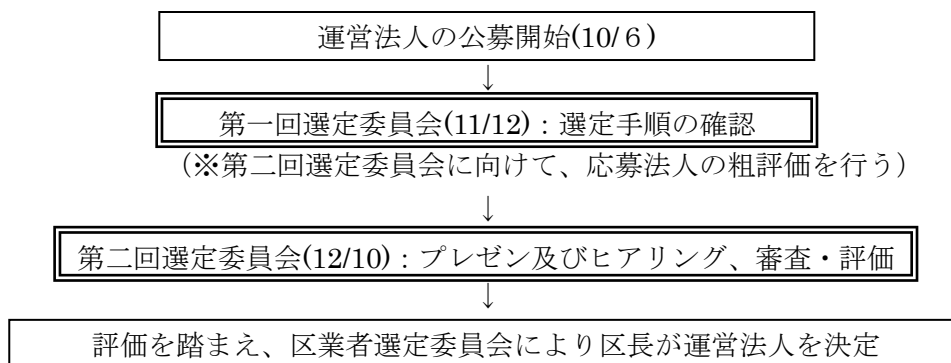 運営法人の公募開始(10/６)
↓
第一回選定委員会(11/12)：選定手順の確認
(※第二回選定委員会に向けて、応募法人の粗評価を行う)
↓
第二回選定委員会(12/10)：プレゼン及びヒアリング、審査・評価
↓
評価を踏まえ、区業者選定委員会により区長が運営法人を決定